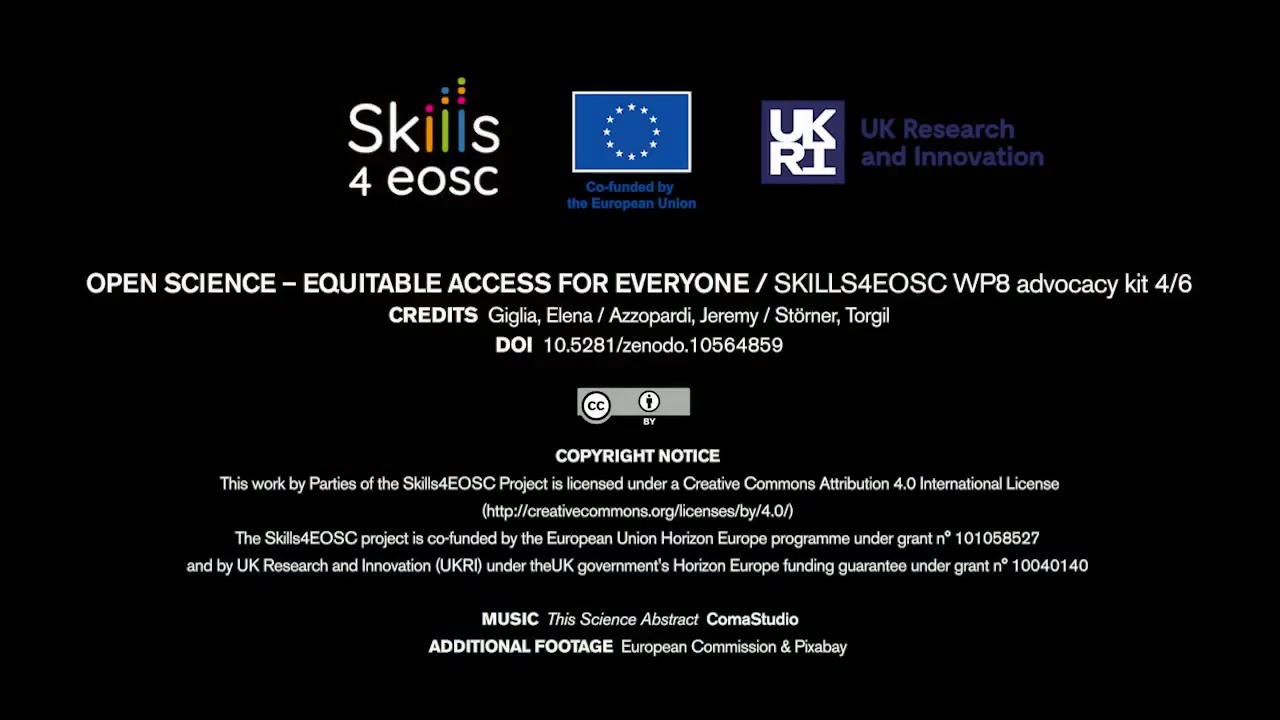 Skills
4 eosc
Co-funded by
the European Union
UK
RI
UK Research
and Innovation
OPEN SCIENCE – EQUITABLE ACCESS FOR EVERYONE / SKILLS4EOSC WP8 advocacy kit 4/6
CREDITS Giglia, Elena / Azzopardi, Jeremy / Störner, Torgil
DOI 10.5281/zenodo.10564859
cc
BY
COPYRIGHT NOTICE
This work by Parties of the Skills4EOSC Project is licensed under a Creative Commons Attribution 4.0 International License
(http://creativecommons.org/licenses/by/4.0/)
The Skills4EOSC project is co-funded by the European Union Horizon Europe programme under grant n° 101058527
and by UK Research and Innovation (UKRI) under theUK government's Horizon Europe funding guarantee under grant n° 10040140
MUSIC This Science Abstract ComaStudio
ADDITIONAL FOOTAGE European Commission & Pixabay